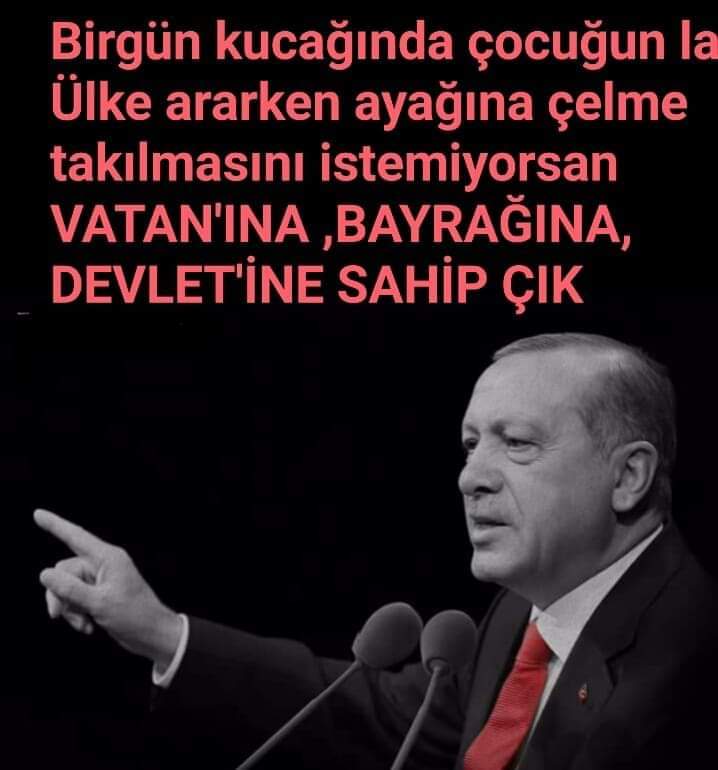 Birgün kucağında çocuğun la
Ülke ararken ayağına çelme
takılmasını istemiyorsan
VATAN'INA ,BAYRAĞINA,
DEVLET'İNE SAHİP ÇIK